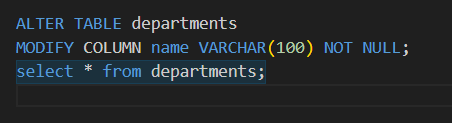 ALTER TABLE departments
MODIFY COLUMN name VARCHAR(100) NOT NULL;
select * from departments;